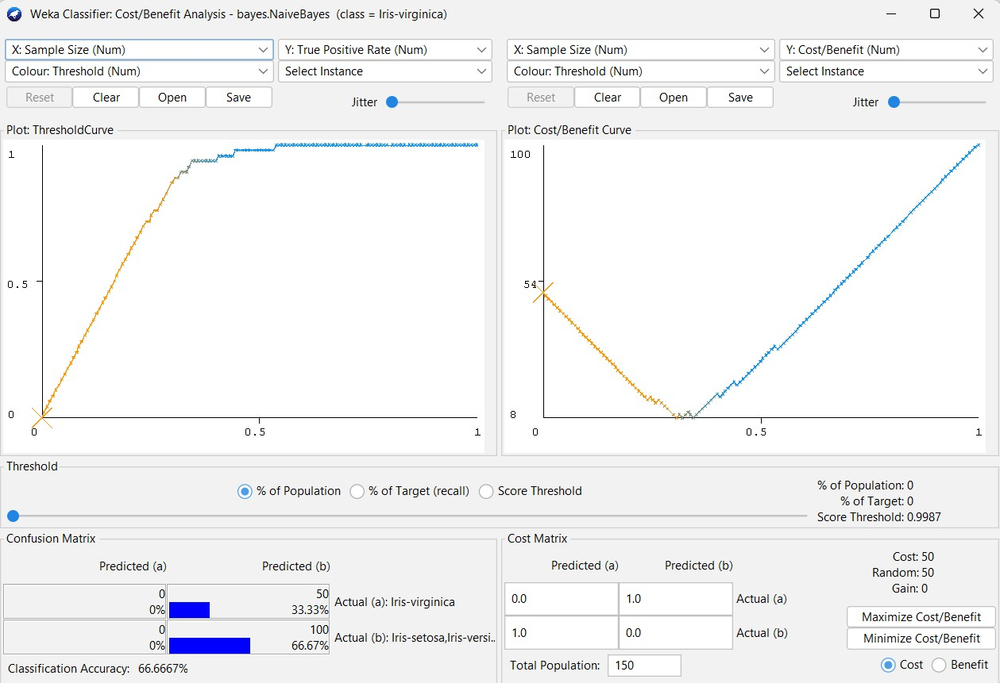 Weka Classifier: Cost/Benefit Analysis - bayes.NaiveBayes (class = Iris-virginica)
X: Sample Size (Num) Y: True Positive Rate (Num) X: Sample Size (Num) Y: Cost/Benefit (Num)
Colour: Threshold (Num) Select Instance Colour: Threshold (Num) Select Instance
Reset Clear Open Save Jitter Reset Clear Open Save Jitter
Plot: ThresholdCurve
1
0.5
0
0 0.5 1
Plot: Cost/Benefit Curve
100
54
8
0 0.5 1
Threshold
% of Population % of Target (recall) Score Threshold
% of Population: 0
% of Target: 0
Score Threshold: 0.9987
Confusion Matrix
Predicted (a) Predicted (b)
0 50
0% 33.33% Actual (a): Iris-virginica
0 100
0% 66.67% Actual (b): Iris-setosa,Iris-versi..
Classification Accuracy: 66.6667%
Cost Matrix
Predicted (a) Predicted (b)
0.0 1.0 Actual (a)
1.0 0.0 Actual (b)
Total Population: 150
Cost: 50
Random: 50
Gain: 0
Maximize Cost/Benefit
Minimize Cost/Benefit
Cost Benefit